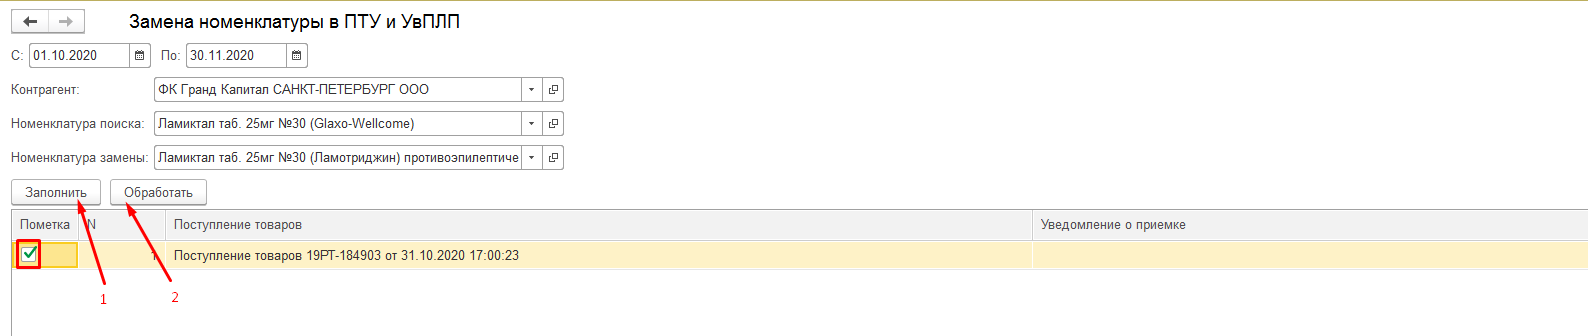 Замена номенклатуры в ПТУ и УвПЛП
С: 01.10.2020 По: 30.11.2020
Контрагент: ФК Гранд Капитал САНКТ-ПЕТЕРБУРГ ООО
Номенклатура поиска: Ламиктал таб. 25мг №30 (Glaxo-Wellcome)
Номенклатура замены: Ламиктал таб. 25мг №30 (Ламотриджин) противоэпилептиче
Заполнить Обработать
Пометка N Поступление товаров Уведомление о приемке
1 Поступление товаров 19РТ-184903 от 31.10.2020 17:00:23
1 2